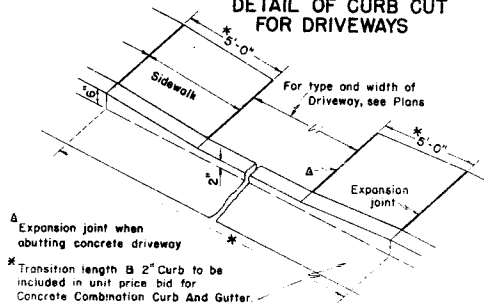 DETAIL OF CURB CUT
FOR DRIVEWAYS
*
5'-0"
Sidewalk
For type and width of
Driveway, see Plans
6"
*
5'-0"
Δ
2"
Expansion
joint
*
Δ
Expansion joint when
abutting concrete driveway
* Transition length & 2" Curb to be
included in unit price bid for
Concrete Combination Curb And Gutter.